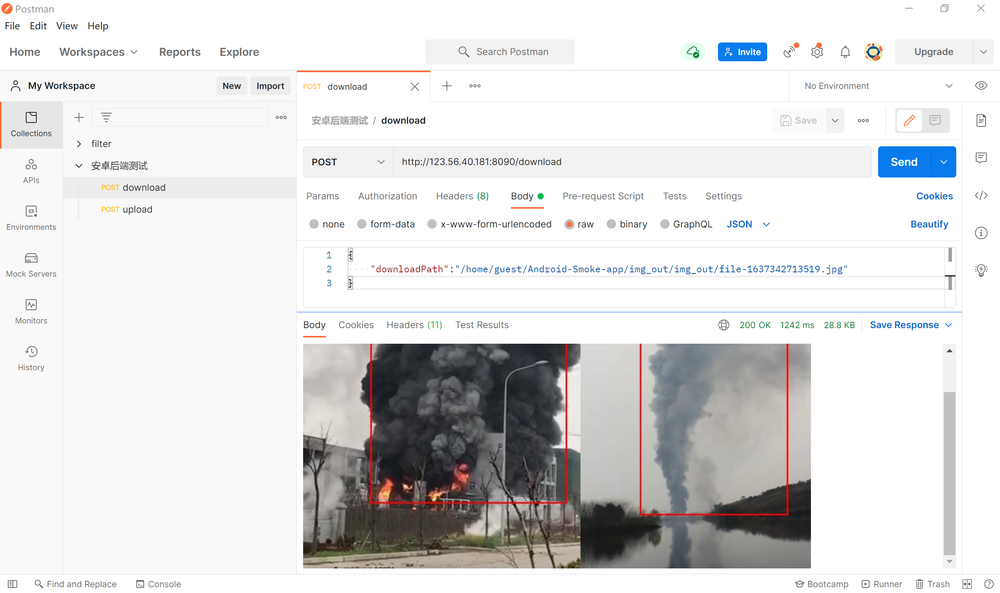 Postman
File Edit View Help
Home Workspaces Reports Explore Search Postman Invite Upgrade
My Workspace New Import
POST download
No Environment
Collections
APIs
Environments
Mock Servers
Monitors
History
filter
安卓后端测试
POST download
POST upload
安卓后端测试 / download
Save
POST http://123.56.40.181:8090/download
Send
Params Authorization Headers (8) Body Pre-request Script Tests Settings Cookies
none form-data x-www-form-urlencoded raw binary GraphQL JSON Beautify
1 {
2 "downloadPath":"/home/guest/Android-Smoke-app/img_out/img_out/file-1637342713519.jpg"
3 }
Body Cookies Headers (11) Test Results 200 OK 1242 ms 28.8 KB Save Response
Find and Replace Console Bootcamp Runner Trash